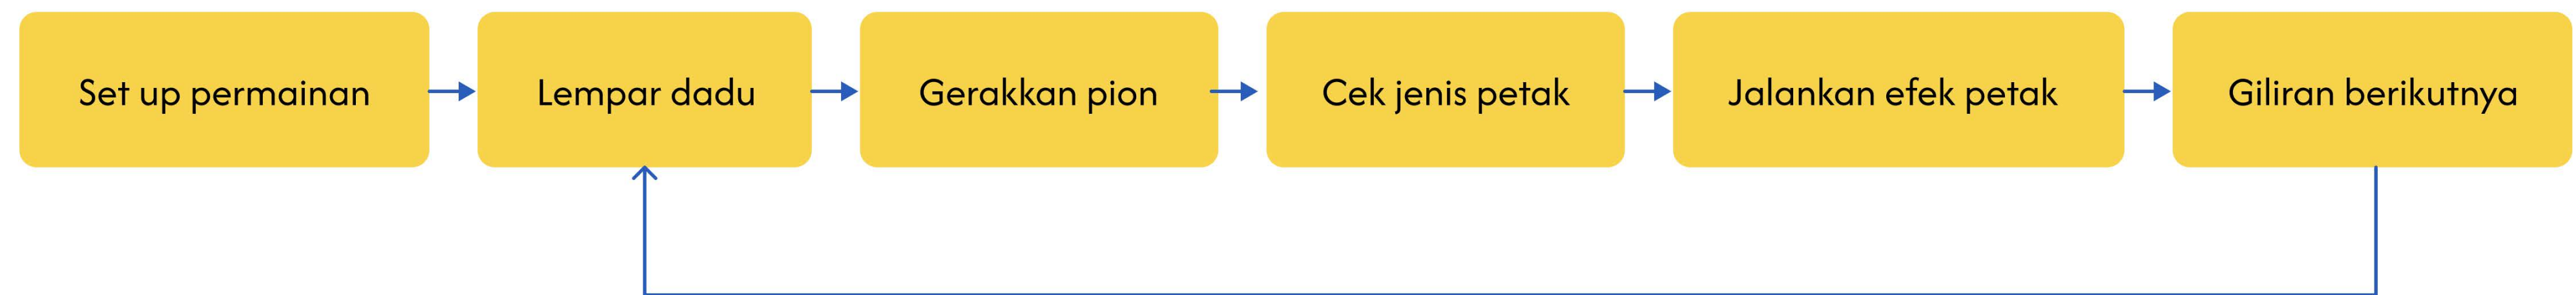 Set up permainan
Lempar dadu
Gerakkan pion
Cek jenis petak
Jalankan efek petak
Giliran berikutnya